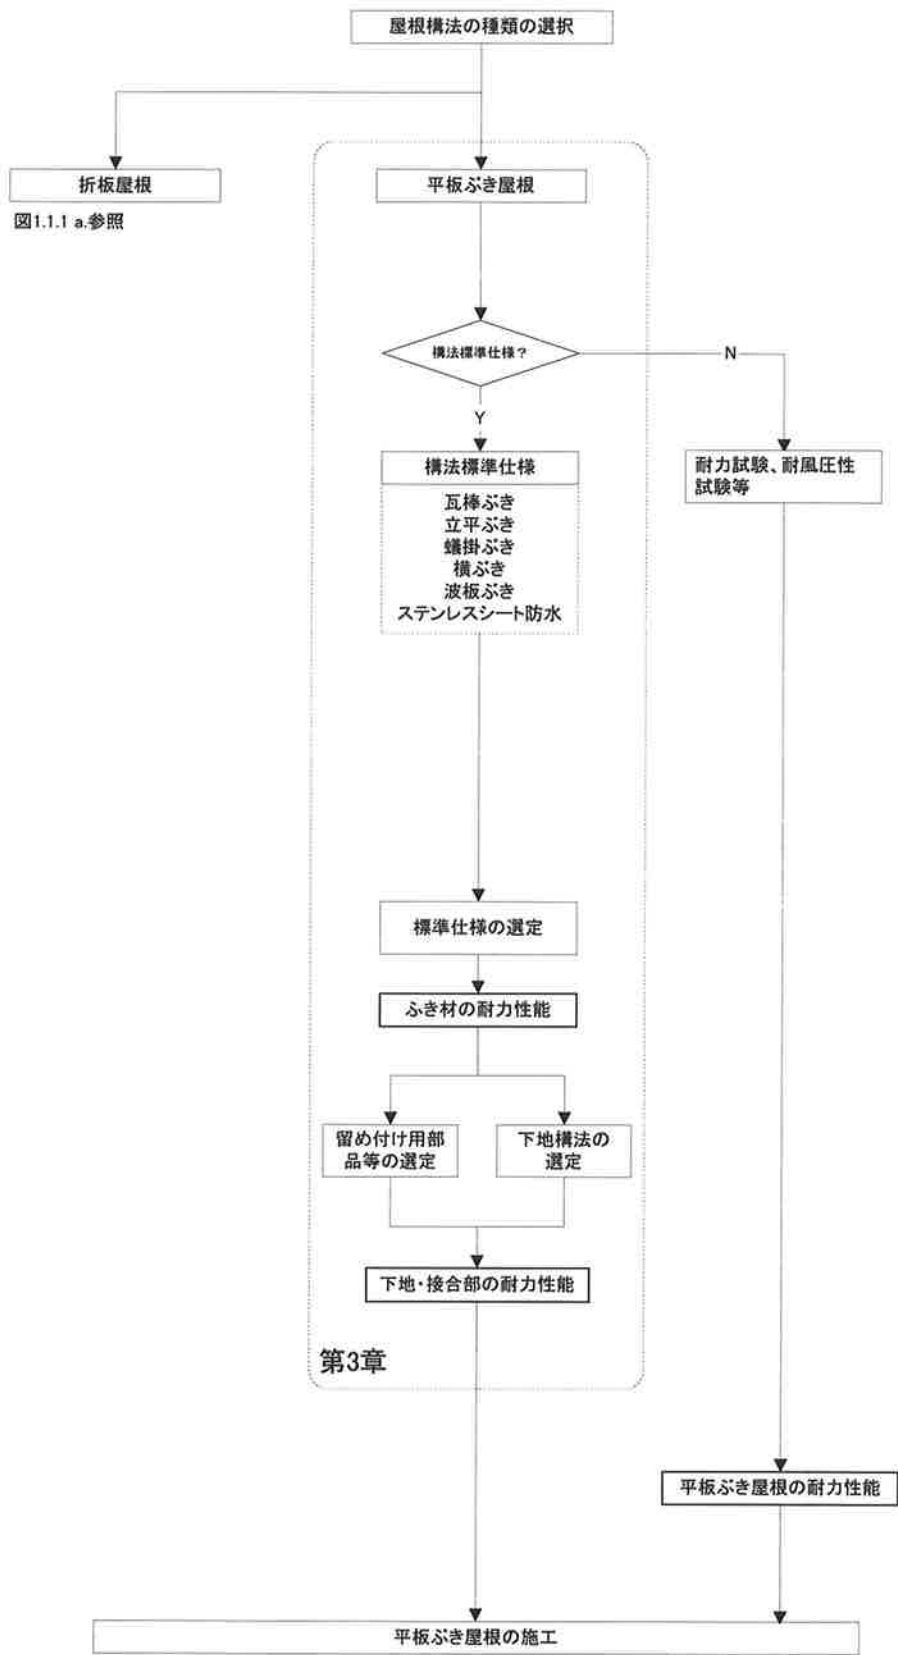 屋根構法の種類の選択
折板屋根
平板ぶき屋根
図1.1.1 a.参照
構法標準仕様？
N
Y
構法標準仕様
瓦棒ぶき
立平ぶき
蟻掛ぶき
横ぶき
波板ぶき
ステンレスシート防水
耐力試験、耐風圧性
試験等
標準仕様の選定
ふき材の耐力性能
留め付け用部
品等の選定
下地構法の
選定
下地・接合部の耐力性能
第3章
平板ぶき屋根の耐力性能
平板ぶき屋根の施工